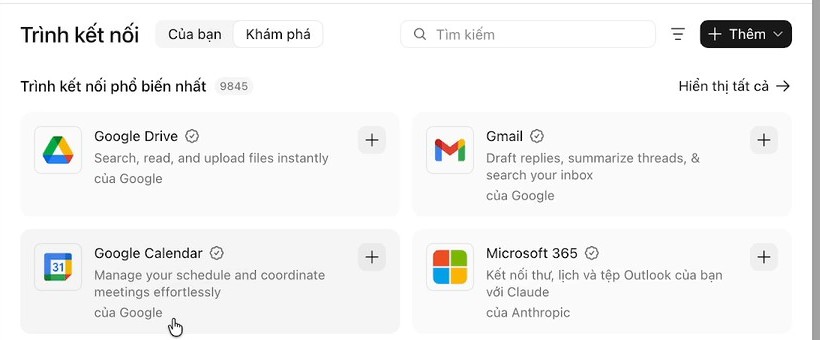 Trình kết nối
Của bạn
Khám phá
Tìm kiếm
Thêm
Trình kết nối phổ biến nhất 9845
Hiển thị tất cả
Google Drive
Search, read, and upload files instantly
của Google
Gmail
Draft replies, summarize threads, &
search your inbox
của Google
31
Google Calendar
Manage your schedule and coordinate
meetings effortlessly
của Google
Microsoft 365
Kết nối thư, lịch và tệp Outlook của bạn
với Claude
của Anthropic